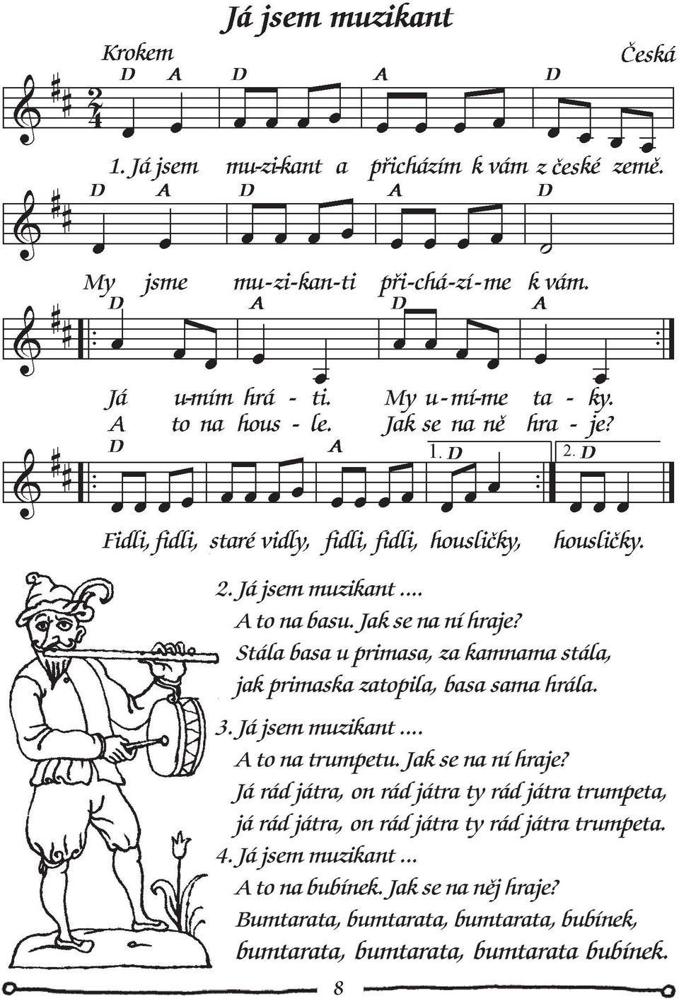 Já jsem muzikant
Krokem
Česká
D A D A D
2
4
1. Já jsem mu-zi-kant a přicházím k vám z české země.
D A D A D
My jsme mu-zi-kan-ti při-chá-zí-me k vám.
D A D A
Já u-mím hrá - ti. My u-mí-me ta - ky.
A to na hous - le. Jak se na ně hra - je?
D A 1. D 2. D
Fidli, fidli, staré vidly, fidli, fidli, housličky, housličky.
2. Já jsem muzikant ....
A to na basu. Jak se na ní hraje?
Stála basa u primasa, za kamnama stála,
jak primaska zatopila, basa sama hrála.
3. Já jsem muzikant ....
A to na trumpetu. Jak se na ní hraje?
Já rád játra, on rád játra ty rád játra trumpeta,
já rád játra, on rád játra ty rád játra trumpeta.
4. Já jsem muzikant ...
A to na bubínek. Jak se na něj hraje?
Bumtarata, bumtarata, bumtarata, bubínek,
bumtarata, bumtarata, bumtarata bubínek.
8